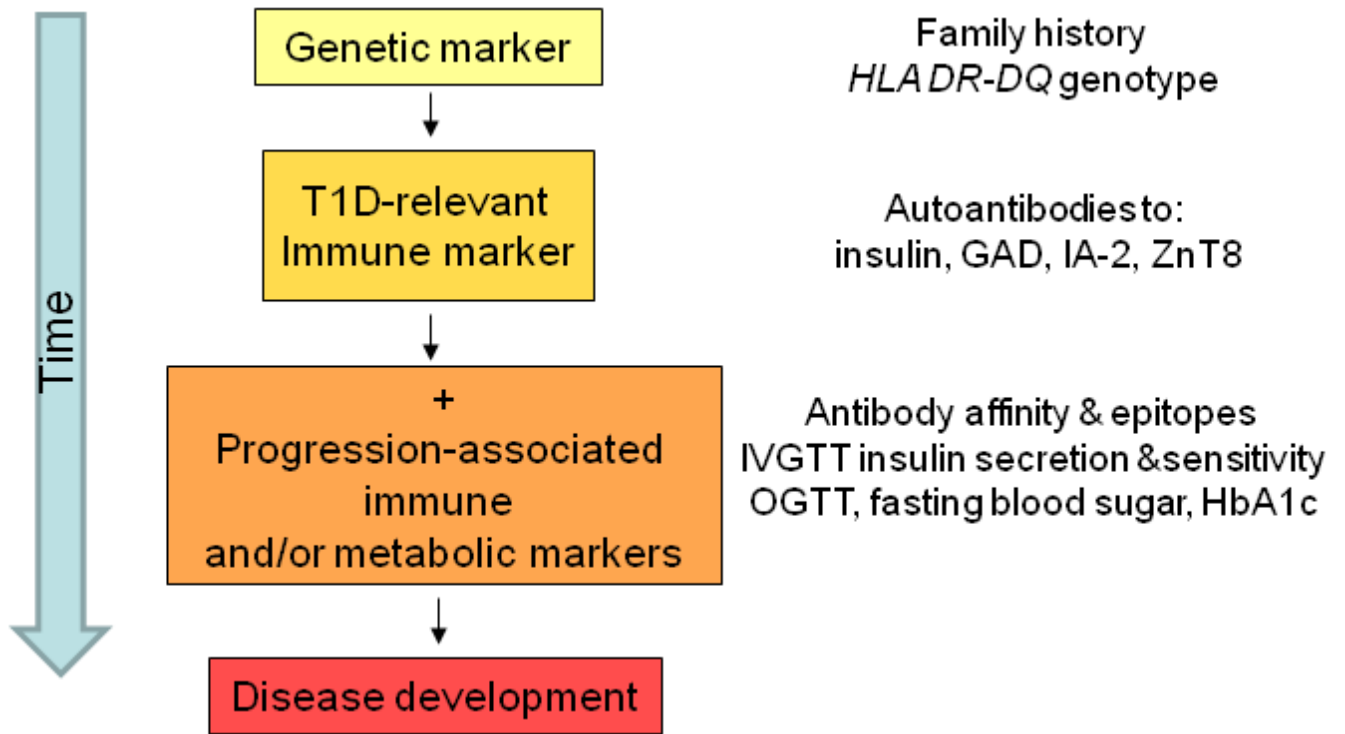 Genetic marker
Family history
HLA DR-DQ genotype
T1D-relevant
Immune marker
Autoantibodies to:
insulin, GAD, IA-2, ZnT8
Time
+
Progression-associated
immune
and/or metabolic markers
Antibody affinity & epitopes
IVGTT insulin secretion &sensitivity
OGTT, fasting blood sugar, HbA1c
Disease development